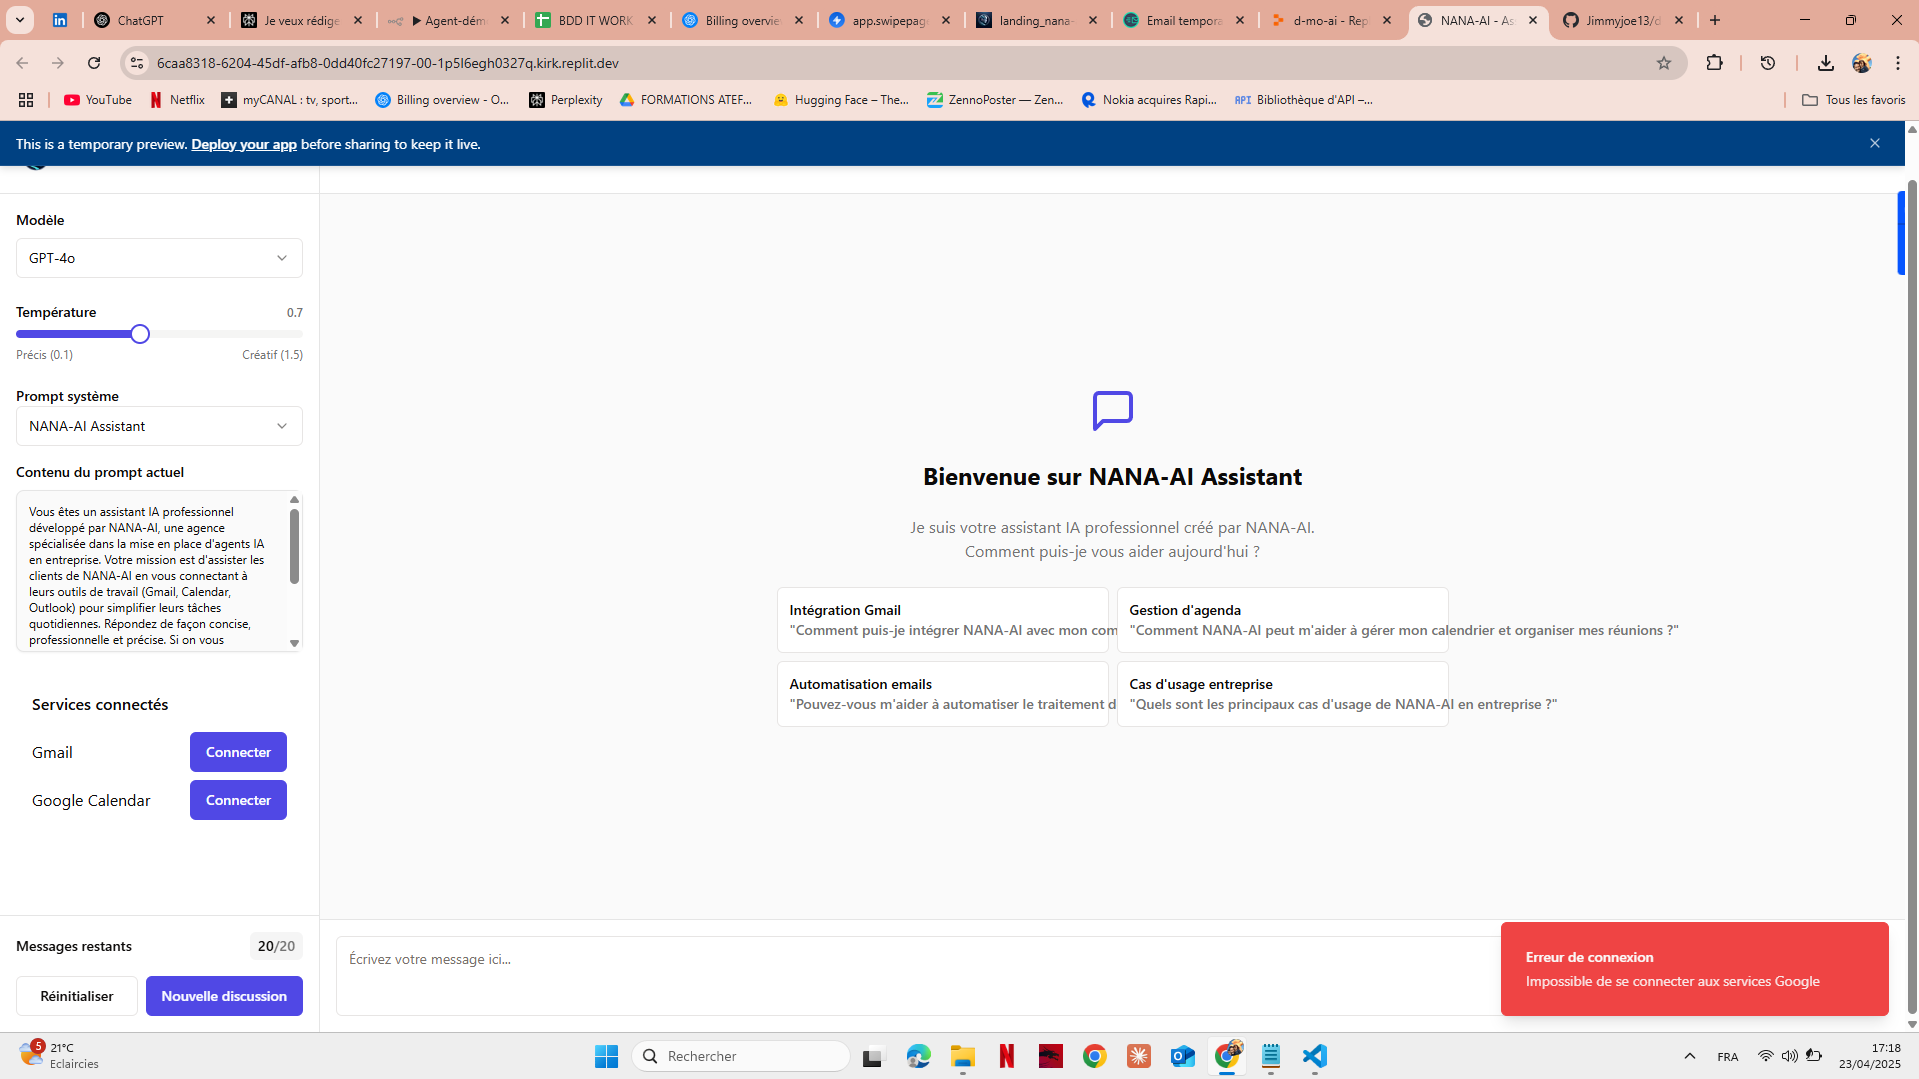 ChatGPT
Je veux rédige
▶ Agent-dém
BDD IT WORK
Billing overvie
app.swipepag
landing_nana-
Email tempora
d-mo-ai - Rep
NANA-AI - As
Jimmyjoe13/d
6caa8318-6204-45df-afb8-0dd40fc27197-00-1p5l6egh0327q.kirk.replit.dev
YouTube
Netflix
myCANAL : tv, sport...
Billing overview - O...
Perplexity
FORMATIONS ATEF...
Hugging Face – The...
ZennoPoster — Zen...
Nokia acquires Rapi...
API Bibliothèque d'API –...
Tous les favoris
This is a temporary preview. Deploy your app before sharing to keep it live.
Modèle
GPT-4o
Température 0.7
Précis (0.1) Créatif (1.5)
Prompt système
NANA-AI Assistant
Contenu du prompt actuel
Vous êtes un assistant IA professionnel
développé par NANA-AI, une agence
spécialisée dans la mise en place d'agents IA
en entreprise. Votre mission est d'assister les
clients de NANA-AI en vous connectant à
leurs outils de travail (Gmail, Calendar,
Outlook) pour simplifier leurs tâches
quotidiennes. Répondez de façon concise,
professionnelle et précise. Si on vous
Services connectés
Gmail Connecter
Google Calendar Connecter
Messages restants 20/20
Réinitialiser Nouvelle discussion
Bienvenue sur NANA-AI Assistant
Je suis votre assistant IA professionnel créé par NANA-AI.
Comment puis-je vous aider aujourd'hui ?
Intégration Gmail
"Comment puis-je intégrer NANA-AI avec mon com
Gestion d'agenda
"Comment NANA-AI peut m'aider à gérer mon calendrier et organiser mes réunions ?"
Automatisation emails
"Pouvez-vous m'aider à automatiser le traitement d
Cas d'usage entreprise
"Quels sont les principaux cas d'usage de NANA-AI en entreprise ?"
Écrivez votre message ici...
Erreur de connexion
Impossible de se connecter aux services Google
5
21°C
Eclaircies
Rechercher
FRA
17:18
23/04/2025